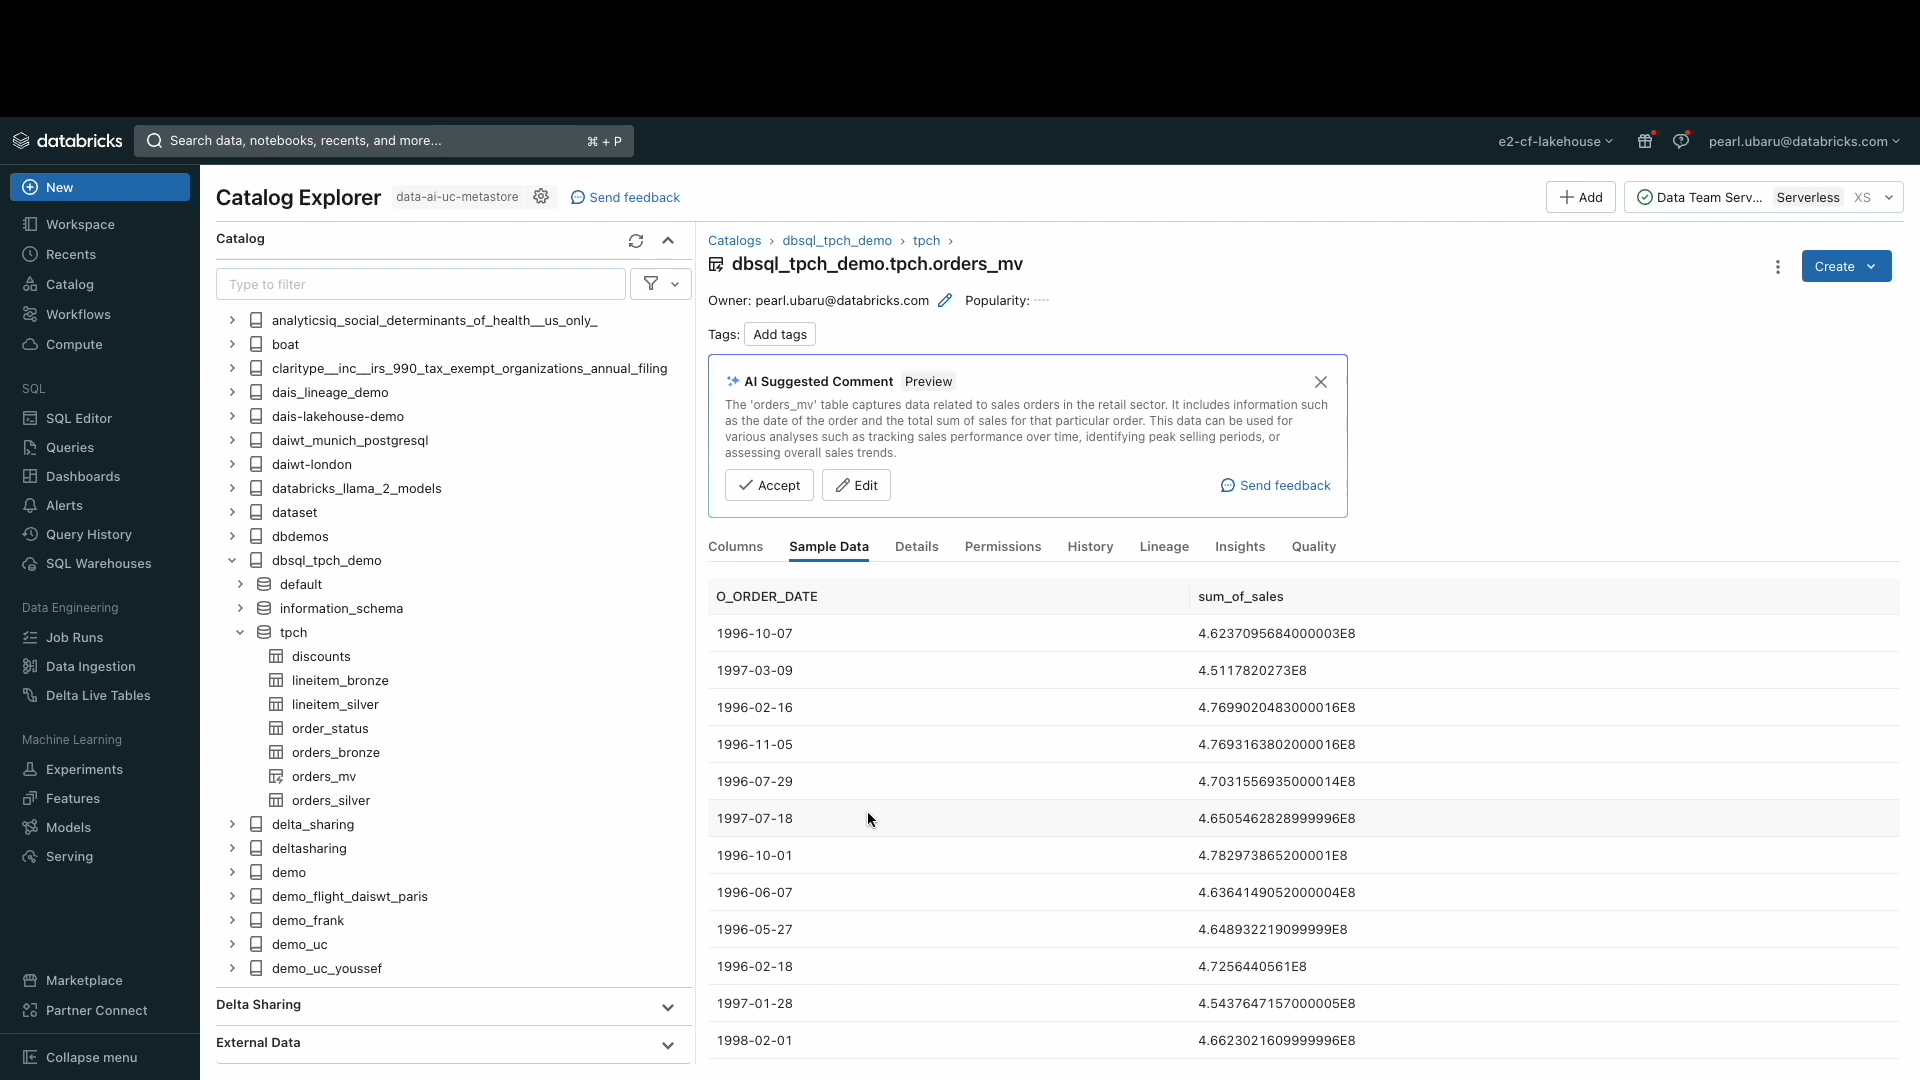 databricks
Search data, notebooks, recents, and more...
⌘ + P
e2-cf-lakehouse
pearl.ubaru@databricks.com
New
Workspace
Recents
Catalog
Workflows
Compute
SQL
SQL Editor
Queries
Dashboards
Alerts
Query History
SQL Warehouses
Data Engineering
Job Runs
Data Ingestion
Delta Live Tables
Machine Learning
Experiments
Features
Models
Serving
Marketplace
Partner Connect
Collapse menu
Catalog Explorer
data-ai-uc-metastore
Send feedback
Add
Data Team Serv... Serverless XS
Catalog
Type to filter
analyticsiq_social_determinants_of_health__us_only_
boat
claritype__inc__irs_990_tax_exempt_organizations_annual_filing
dais_lineage_demo
dais-lakehouse-demo
daiwt_munich_postgresql
daiwt-london
databricks_llama_2_models
dataset
dbdemos
dbsql_tpch_demo
default
information_schema
tpch
discounts
lineitem_bronze
lineitem_silver
order_status
orders_bronze
orders_mv
orders_silver
delta_sharing
deltasharing
demo
demo_flight_daiswt_paris
demo_frank
demo_uc
demo_uc_youssef
Delta Sharing
External Data
Catalogs › dbsql_tpch_demo › tpch ›
dbsql_tpch_demo.tpch.orders_mv
Create
Owner: pearl.ubaru@databricks.com Popularity: ----
Tags: Add tags
AI Suggested Comment Preview
The 'orders_mv' table captures data related to sales orders in the retail sector. It includes information such
as the date of the order and the total sum of sales for that particular order. This data can be used for
various analyses such as tracking sales performance over time, identifying peak selling periods, or
assessing overall sales trends.
Accept
Edit
Send feedback
Columns Sample Data Details Permissions History Lineage Insights Quality
O_ORDER_DATE sum_of_sales
1996-10-07 4.6237095684000003E8
1997-03-09 4.5117820273E8
1996-02-16 4.7699020483000016E8
1996-11-05 4.7693163802000016E8
1996-07-29 4.7031556935000014E8
1997-07-18 4.6505462828999996E8
1996-10-01 4.782973865200001E8
1996-06-07 4.6364149052000004E8
1996-05-27 4.648932219099999E8
1996-02-18 4.7256440561E8
1997-01-28 4.5437647157000005E8
1998-02-01 4.6623021609999996E8